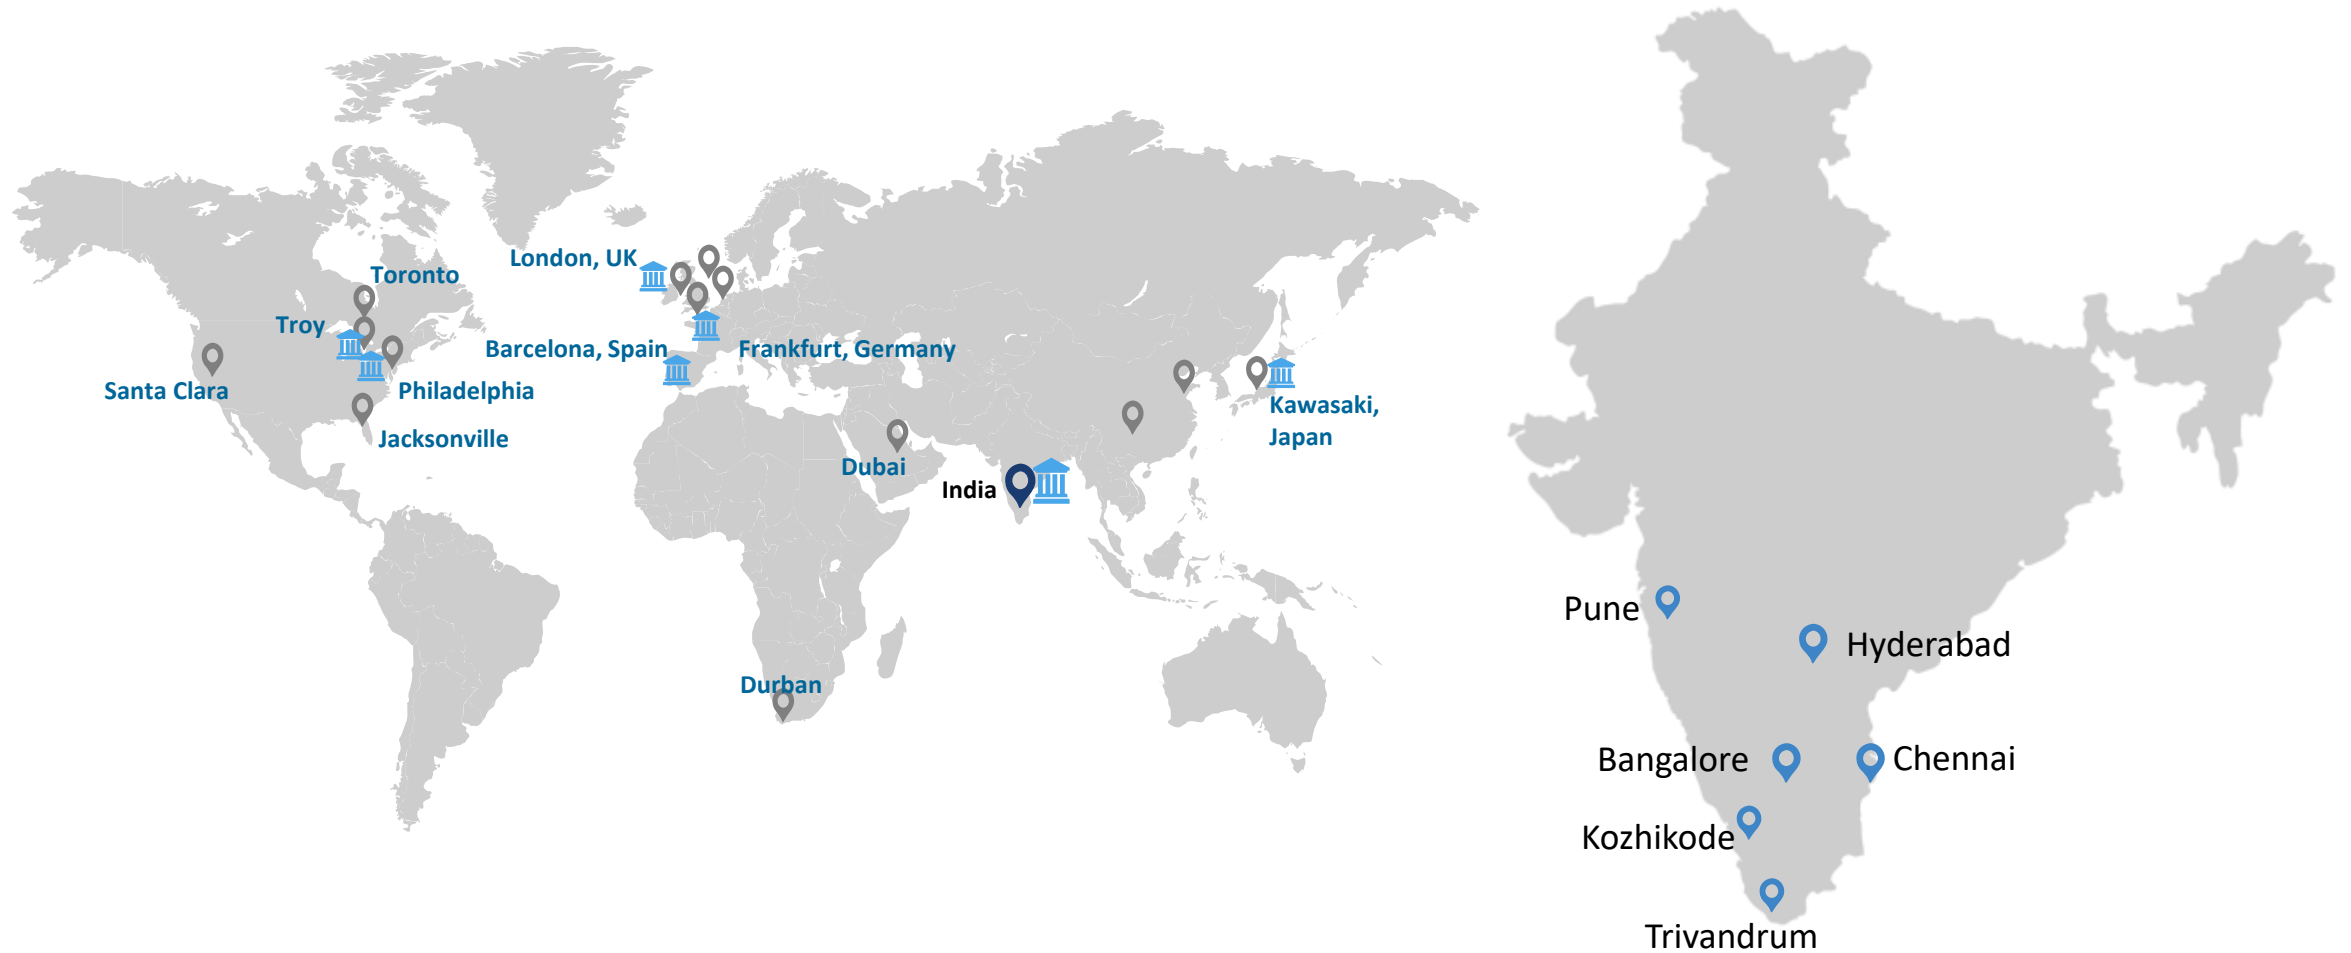 London, UK
Toronto
Troy
Barcelona, Spain
Frankfurt, Germany
Santa Clara
Philadelphia
Kawasaki,
Japan
Jacksonville
Dubai
India
Durban
Pune
Hyderabad
Bangalore
Chennai
Kozhikode
Trivandrum